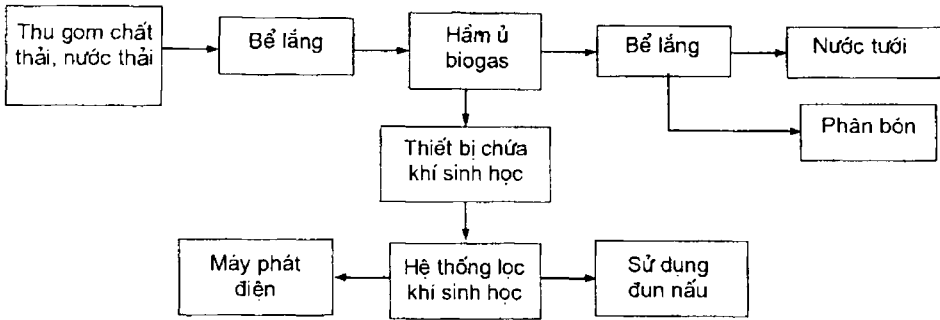 Thu gom chất
thải, nước thải
Bể lắng
Hầm ủ
biogas
Bể lắng
Nước tưới
Phân bón
Thiết bị chứa
khí sinh học
Máy phát
điện
Hệ thống lọc
khí sinh học
Sử dụng
đun nấu